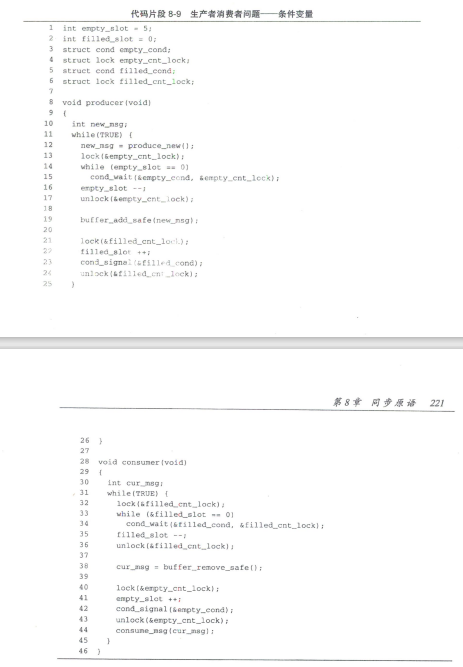 代码片段 8-9 生产者消费者问题——条件变量
1 int empty_slot = 5;
2 int filled_slot = 0;
3 struct cond empty_cond;
4 struct lock empty_cnt_lock;
5 struct cond filled_cond;
6 struct lock filled_cnt_lock;
7
8 void producer(void)
9 {
10 int new_msg;
11 while(TRUE) {
12 new_msg = produce_new();
13 lock(&empty_cnt_lock);
14 while (empty_slot == 0)
15 cond_wait(&empty_cond, &empty_cnt_lock);
16 empty_slot --;
17 unlock(&empty_cnt_lock);
18
19 buffer_add_safe(new_msg);
20
21 lock(&filled_cnt_lock);
22 filled_slot ++;
23 cond_signal(&filled_cond);
24 unlock(&filled_cnt_lock);
25 }
第8章 同步原语 221
26 }
27
28 void consumer(void)
29 {
30 int cur_msg;
31 while(TRUE) {
32 lock(&filled_cnt_lock);
33 while (&filled_slot == 0)
34 cond_wait(&filled_cond, &filled_cnt_lock);
35 filled_slot --;
36 unlock(&filled_cnt_lock);
37
38 cur_msg = buffer_remove_safe();
39
40 lock(&empty_cnt_lock);
41 empty_slot ++;
42 cond_signal(&empty_cond);
43 unlock(&empty_cnt_lock);
44 consume_msg(cur_msg);
45 }
46 }